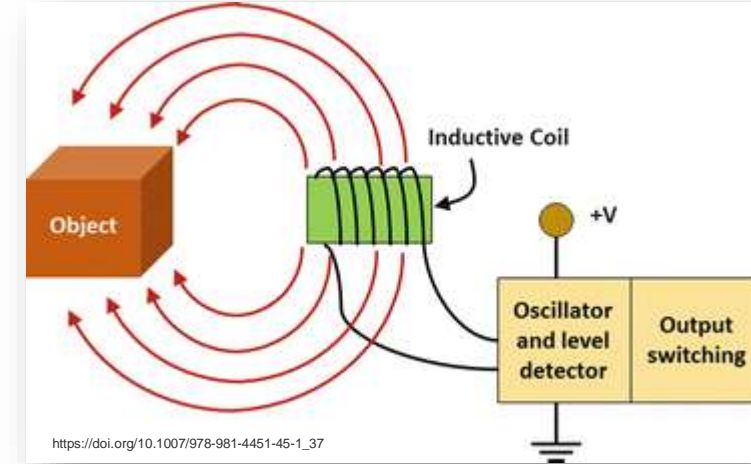 Inductive Coil
Object
+V
Oscillator
and level
detector
Output
switching
https://doi.org/10.1007/978-981-4451-45-1_37